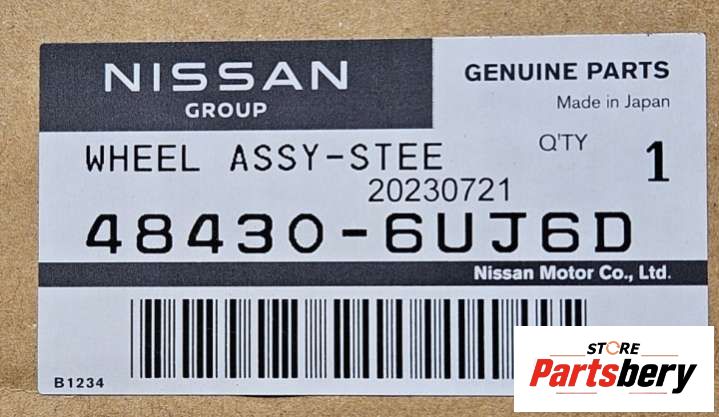 NISSAN
GROUP
GENUINE PARTS
Made in Japan
WHEEL ASSY-STEE
Q'TY 1
20230721
48430-6UJ6D
Nissan Motor Co., Ltd.
B1234
STORE
Partsbery